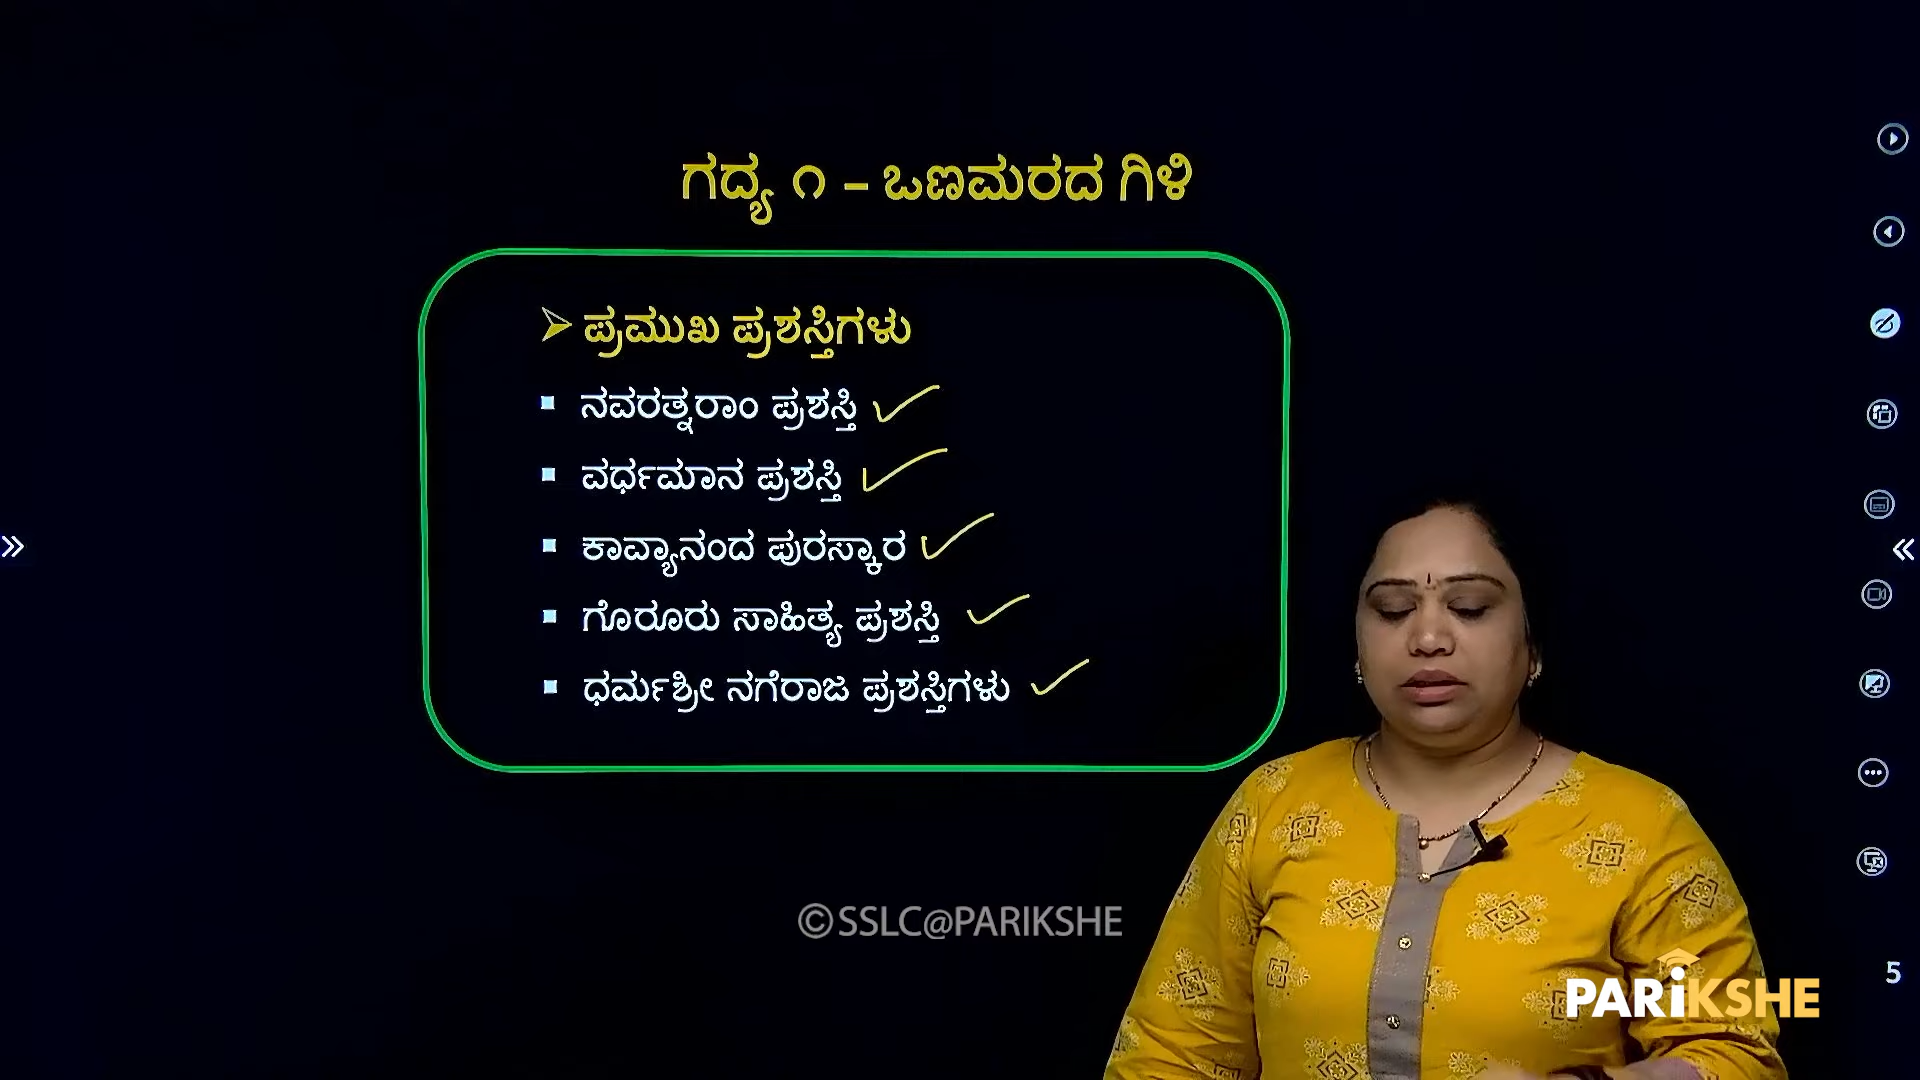 ಗದ್ಯ ೧ – ಒಣಮರದ ಗಿಳಿ
ಪ್ರಮುಖ ಪ್ರಶಸ್ತಿಗಳು
ನವರತ್ನರಾಂ ಪ್ರಶಸ್ತಿ
ವರ್ಧಮಾನ ಪ್ರಶಸ್ತಿ
ಕಾವ್ಯಾನಂದ ಪುರಸ್ಕಾರ
ಗೊರೂರು ಸಾಹಿತ್ಯ ಪ್ರಶಸ್ತಿ
ಧರ್ಮಶ್ರೀ ನಗೆರಾಜ ಪ್ರಶಸ್ತಿಗಳು
©SSLC@PARIKSHE
PARiKSHE
5